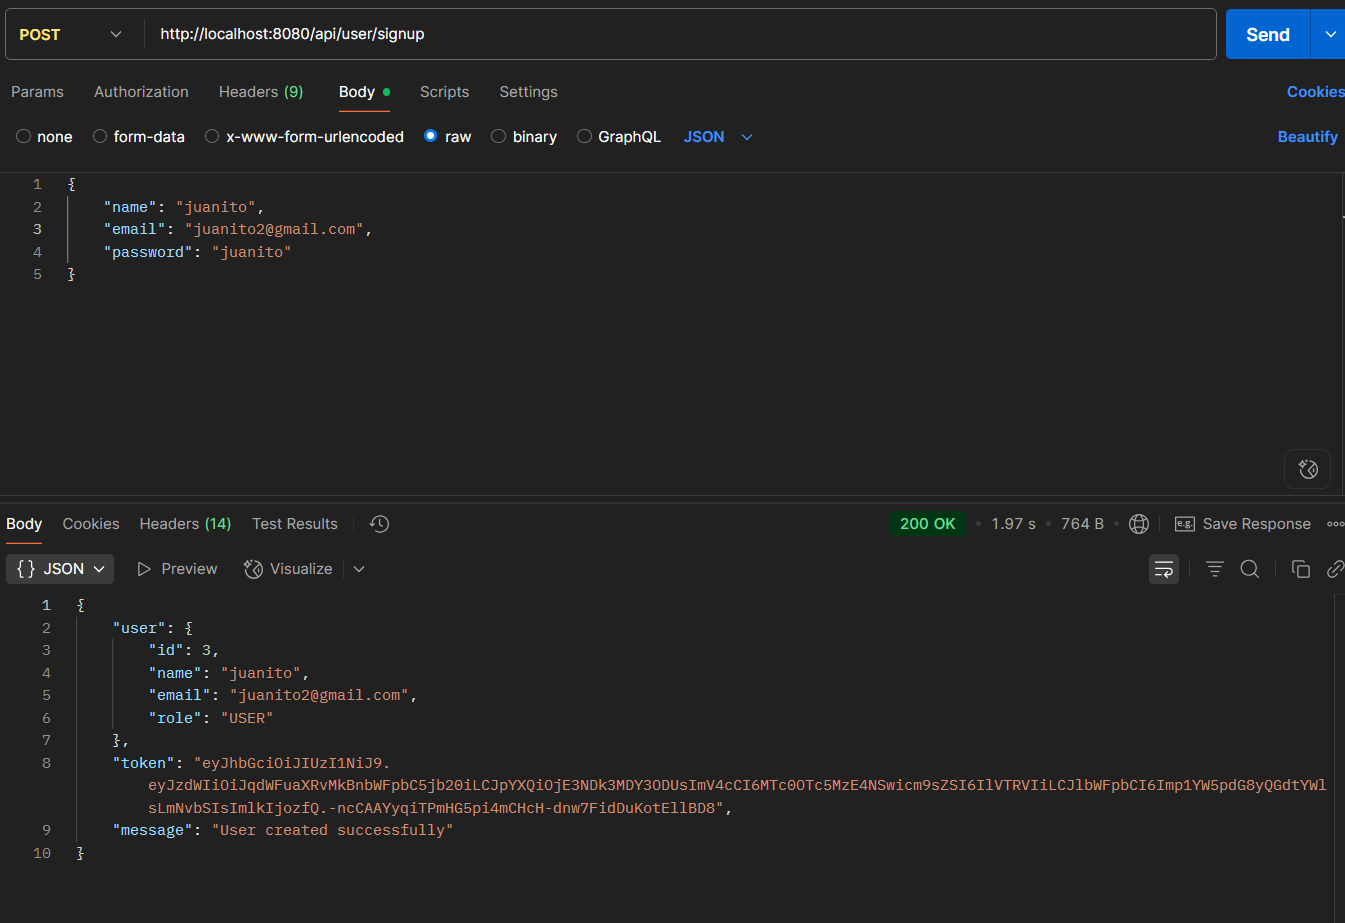 POST http://localhost:8080/api/user/signup Send
Params Authorization Headers (9) Body Scripts Settings Cookies
none form-data x-www-form-urlencoded raw binary GraphQL JSON Beautify
1 {
2 "name": "juanito",
3 "email": "juanito2@gmail.com",
4 "password": "juanito"
5 }
Body Cookies Headers (14) Test Results 200 OK • 1.97 s • 764 B • e.g. Save Response
{} JSON Preview Visualize
1 {
2 "user": {
3 "id": 3,
4 "name": "juanito",
5 "email": "juanito2@gmail.com",
6 "role": "USER"
7 },
8 "token": "eyJhbGciOiJIUzI1NiJ9.
eyJzdWIiOiJqdWFuaXRvMkBnbWFpbC5jb20iLCJpYXQiOjE3NDk3MDY3ODUsImV4cCI6MTc0OTc5MzE4NSwicm9sZSI6IlVTRVIiLCJlbWFpbCI6Imp1YW5pdG8yQGdtYWl
sLmNvbSIsImlkIjozfQ.-ncCAAYyqiTPmHG5pi4mCHcH-dnw7FidDuKotEllBD8",
9 "message": "User created successfully"
10 }